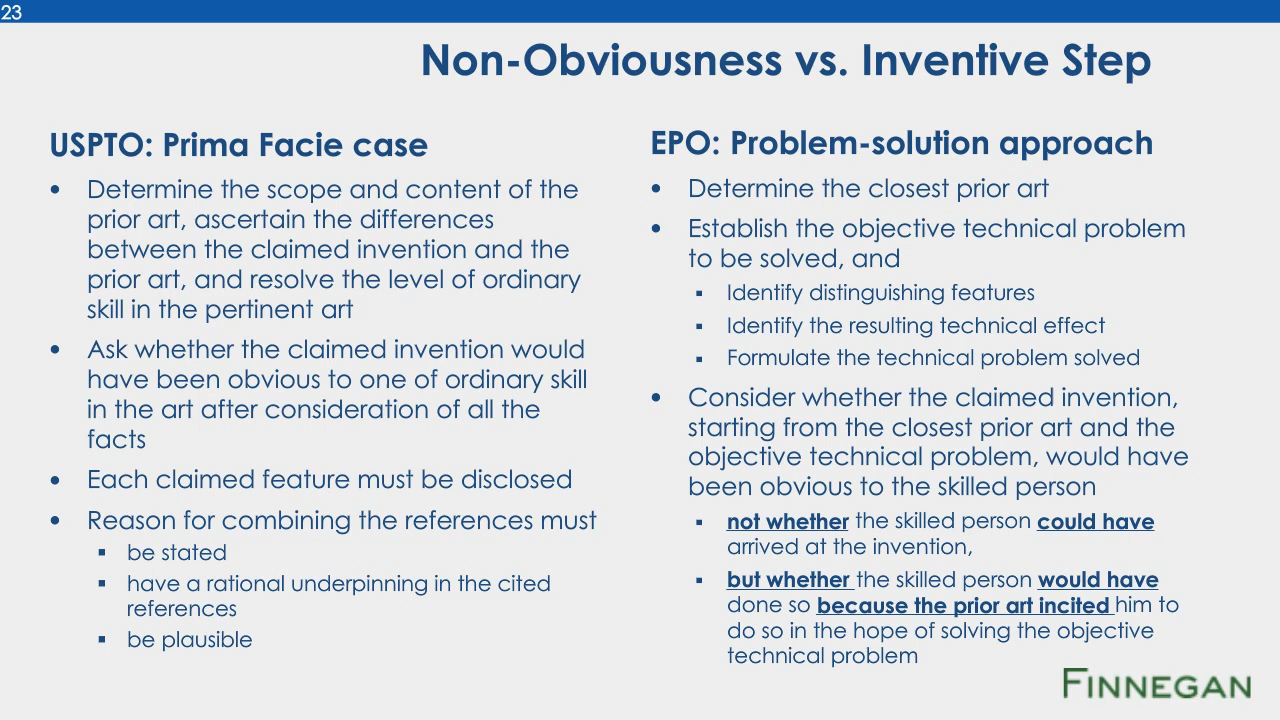 23
Non-Obviousness vs. Inventive Step
USPTO: Prima Facie case
• Determine the scope and content of the
prior art, ascertain the differences
between the claimed invention and the
prior art, and resolve the level of ordinary
skill in the pertinent art
• Ask whether the claimed invention would
have been obvious to one of ordinary skill
in the art after consideration of all the
facts
• Each claimed feature must be disclosed
• Reason for combining the references must
▪ be stated
▪ have a rational underpinning in the cited
references
▪ be plausible
EPO: Problem-solution approach
• Determine the closest prior art
• Establish the objective technical problem
to be solved, and
▪ Identify distinguishing features
▪ Identify the resulting technical effect
▪ Formulate the technical problem solved
• Consider whether the claimed invention,
starting from the closest prior art and the
objective technical problem, would have
been obvious to the skilled person
▪ not whether the skilled person could have
arrived at the invention,
▪ but whether the skilled person would have
done so because the prior art incited him to
do so in the hope of solving the objective
technical problem
FINNEGAN